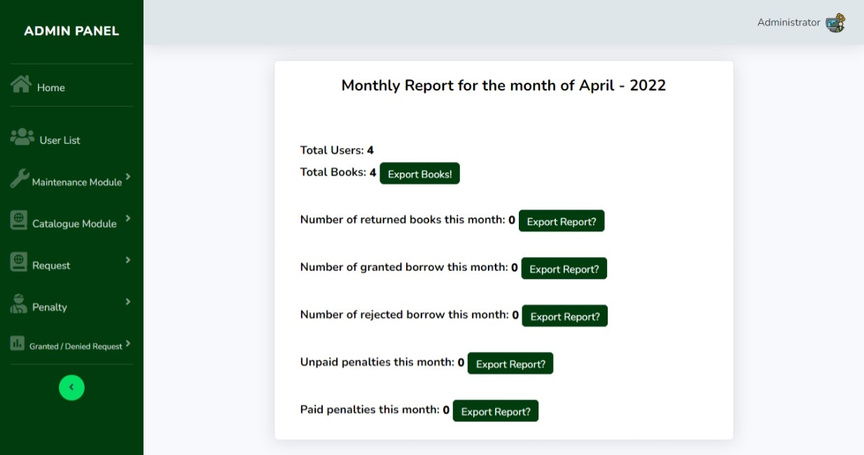 ADMIN PANEL
Administrator
Home
User List
Maintenance Module
Catalogue Module
Request
Penalty
Granted / Denied Request
Monthly Report for the month of April - 2022
Total Users: 4
Total Books: 4 Export Books!
Number of returned books this month: 0 Export Report?
Number of granted borrow this month: 0 Export Report?
Number of rejected borrow this month: 0 Export Report?
Unpaid penalties this month: 0 Export Report?
Paid penalties this month: 0 Export Report?